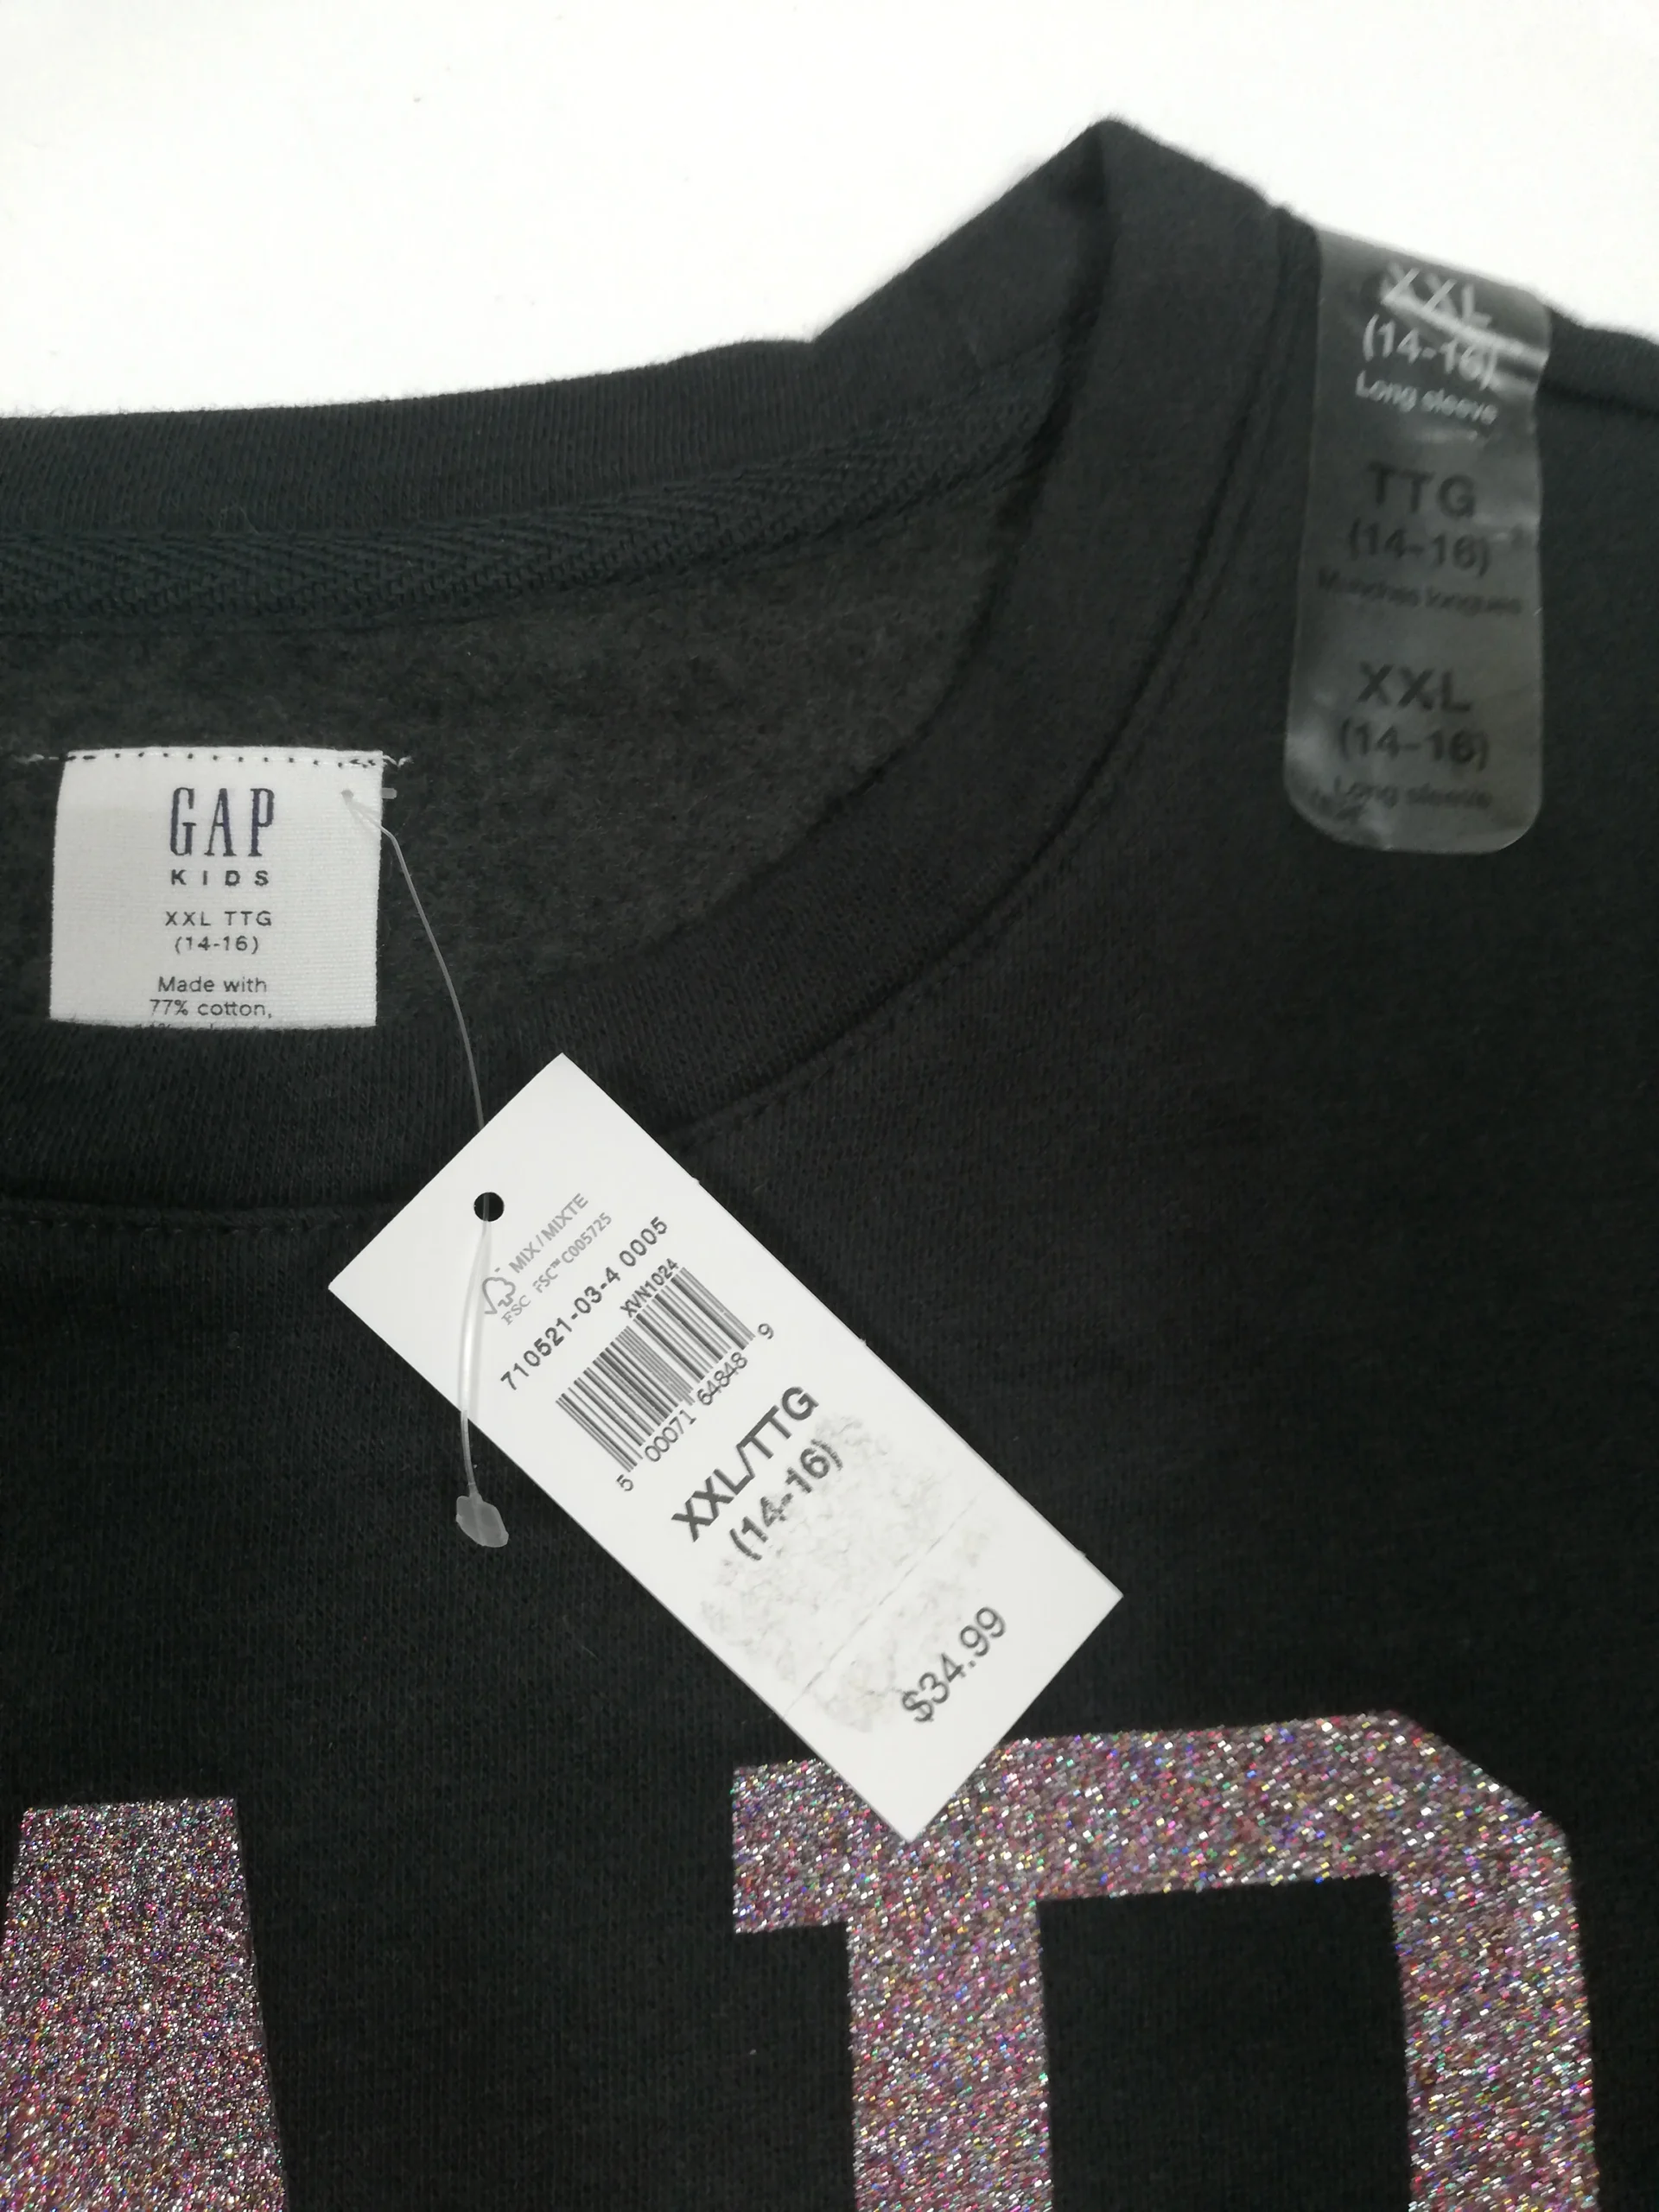 XXL
(14-16)
Long sleeve
TTG
(14-16)
Manches longues
XXL
(14-16)
Long sleeve
GAP
KIDS
XXL TTG
(14-16)
Made with
77% cotton,
MIX / MIXTE
FSC FSC™ C005725
710521-03-4 0005
XVN1024
5 00071 64848 9
XXL/TTG
(14-16)
$34.99
AP